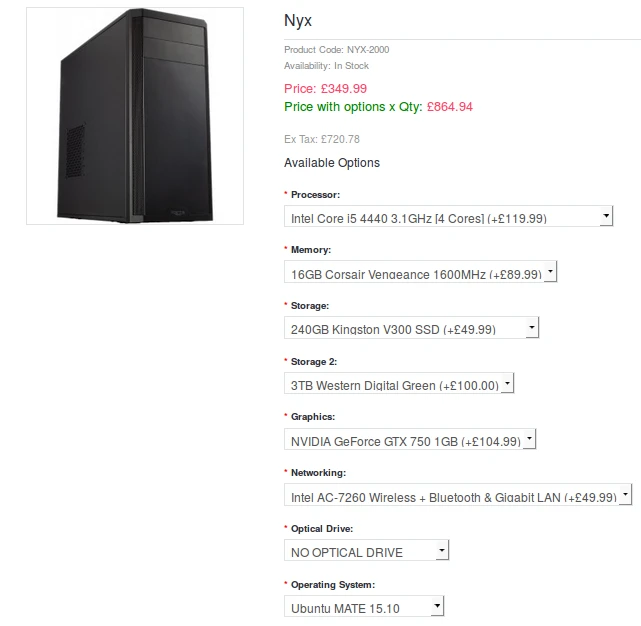 Nyx
Product Code: NYX-2000
Availability: In Stock
Price: £349.99
Price with options x Qty: £864.94
Ex Tax: £720.78
Available Options
* Processor:
Intel Core i5 4440 3.1GHz [4 Cores] (+£119.99)
* Memory:
16GB Corsair Vengeance 1600MHz (+£89.99)
* Storage:
240GB Kingston V300 SSD (+£49.99)
* Storage 2:
3TB Western Digital Green (+£100.00)
* Graphics:
NVIDIA GeForce GTX 750 1GB (+£104.99)
* Networking:
Intel AC-7260 Wireless + Bluetooth & Gigabit LAN (+£49.99)
* Optical Drive:
NO OPTICAL DRIVE
* Operating System:
Ubuntu MATE 15.10